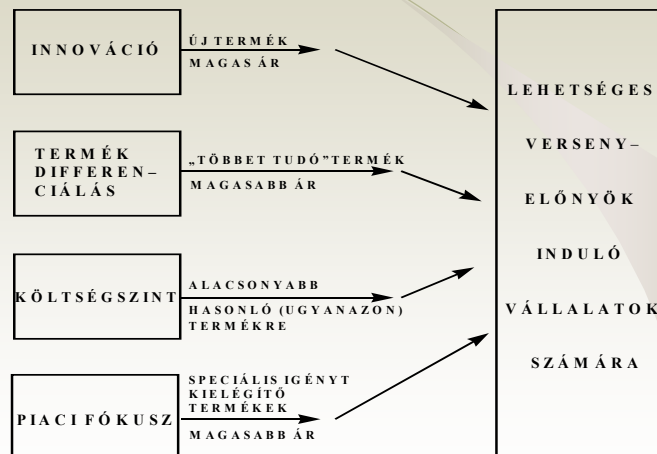 INNOVÁCIÓ
ÚJ TERMÉK
MAGAS ÁR
TERMÉK
DIFFEREN–
CIÁLÁS
„TÖBBET TUDÓ” TERMÉK
MAGASABB ÁR
KÖLTSÉGSZINT
ALACSONYABB
HASONLÓ (UGYANAZON)
TERMÉKRE
PIACI FÓKUSZ
SPECIÁLIS IGÉNYT
KIELÉGÍTŐ
TERMÉKEK
MAGASABB ÁR
LEHETSÉGES
VERSENY–
ELŐNYÖK
INDULÓ
VÁLLALATOK
SZÁMÁRA